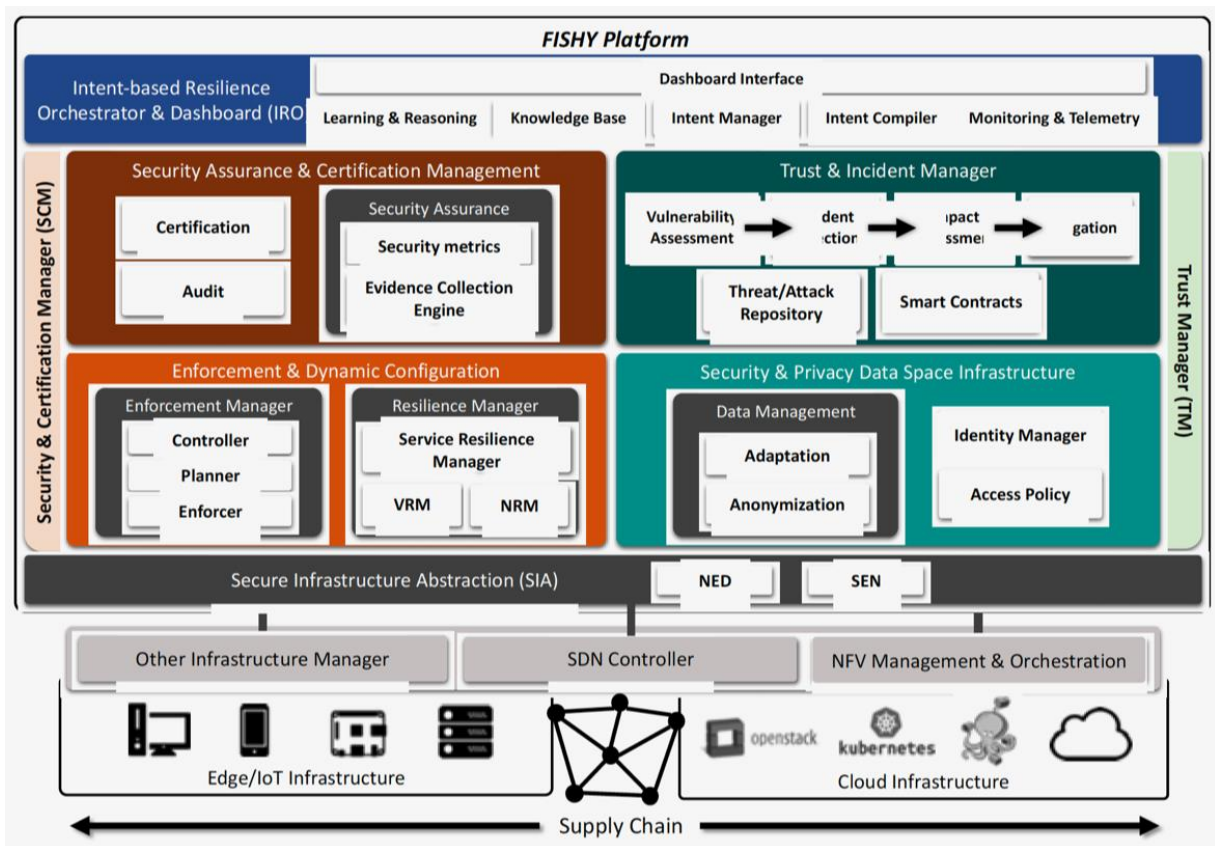 FISHY Platform
Intent-based Resilience
Orchestrator & Dashboard (IRO
Dashboard Interface
Learning & Reasoning
Knowledge Base
Intent Manager
Intent Compiler
Monitoring & Telemetry
Security & Certification Manager (SCM)
Security Assurance & Certification Management
Certification
Audit
Security Assurance
Security metrics
Evidence Collection
Engine
Trust & Incident Manager
Vulnerability
Assessment
Threat/Attack
Repository
Smart Contracts
Trust Manager (TM)
Enforcement & Dynamic Configuration
Enforcement Manager
Controller
Planner
Enforcer
Resilience Manager
Service Resilience
Manager
VRM
NRM
Security & Privacy Data Space Infrastructure
Data Management
Adaptation
Anonymization
Identity Manager
Access Policy
Secure Infrastructure Abstraction (SIA)
NED
SEN
Other Infrastructure Manager
SDN Controller
NFV Management & Orchestration
openstack
kubernetes
Edge/IoT Infrastructure
Cloud Infrastructure
Supply Chain